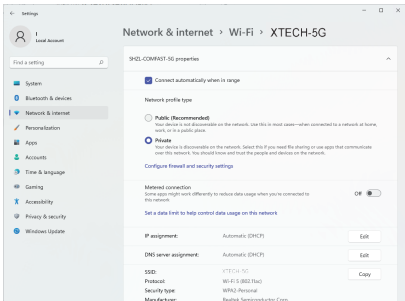 Settings
I
Local Account
Find a setting
System
Bluetooth & devices
Network & internet
Personalization
Apps
Accounts
Time & language
Gaming
Accessibility
Privacy & security
Windows Update
Network & internet > Wi-Fi > XTECH-5G
SHZL-COMFAST-5G properties
Connect automatically when in range
Network profile type
Public (Recommended)
Your device is not discoverable on the network. Use this in most cases—when connected to a network at home,
work, or in a public place.
Private
Your device is discoverable on the network. Select this if you need file sharing or use apps that communicate
over this network. You should know and trust the people and devices on the network.
Configure firewall and security settings
Metered connection
Some apps might work differently to reduce data usage when you're connected to
this network
Off
Set a data limit to help control data usage on this network
IP assignment: Automatic (DHCP) Edit
DNS server assignment: Automatic (DHCP) Edit
SSID: XTECH-5G Copy
Protocol: Wi-Fi 5 (802.11ac)
Security type: WPA2-Personal
Manufacturer: Realtek Semiconductor Corp.